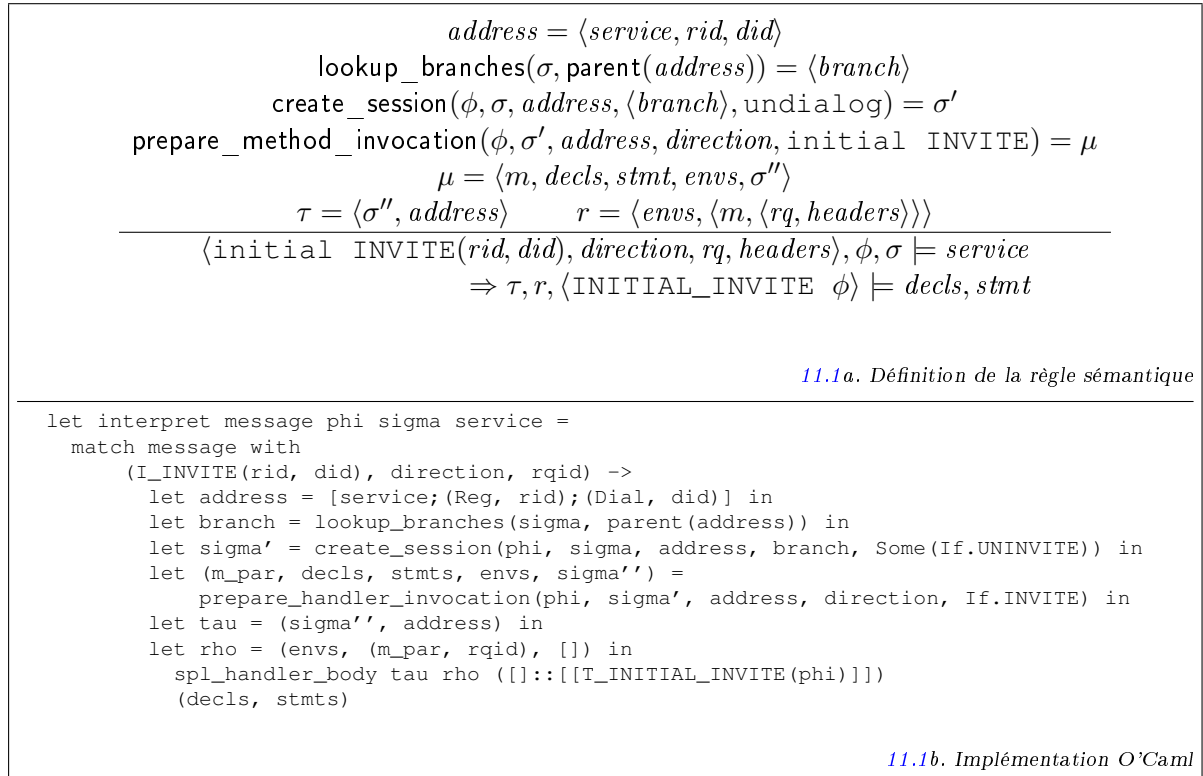 address = ⟨service, rid, did⟩
lookup_branches(σ, parent(address)) = ⟨branch⟩
create_session(ϕ, σ, address, ⟨branch⟩, undialog) = σ′
prepare_method_invocation(ϕ, σ′, address, direction, initial INVITE) = μ
μ = ⟨m, decls, stmt, envs, σ′′⟩
τ = ⟨σ′′, address⟩ r = ⟨envs, ⟨m, ⟨rq, headers⟩⟩⟩
⟨initial INVITE(rid, did), direction, rq, headers⟩, ϕ, σ ⊨ service
⇒ τ, r, ⟨INITIAL_INVITE ϕ⟩ ⊨ decls, stmt
11.1a. Définition de la règle sémantique
let interpret message phi sigma service =
match message with
(I_INVITE(rid, did), direction, rqid) ->
let address = [service;(Reg, rid);(Dial, did)] in
let branch = lookup_branches(sigma, parent(address)) in
let sigma' = create_session(phi, sigma, address, branch, Some(If.UNINVITE)) in
let (m_par, decls, stmts, envs, sigma'') =
prepare_handler_invocation(phi, sigma', address, direction, If.INVITE) in
let tau = (sigma'', address) in
let rho = (envs, (m_par, rqid), []) in
spl_handler_body tau rho ([]::[[T_INITIAL_INVITE(phi)]])
(decls, stmts)
11.1b. Implémentation O'Caml